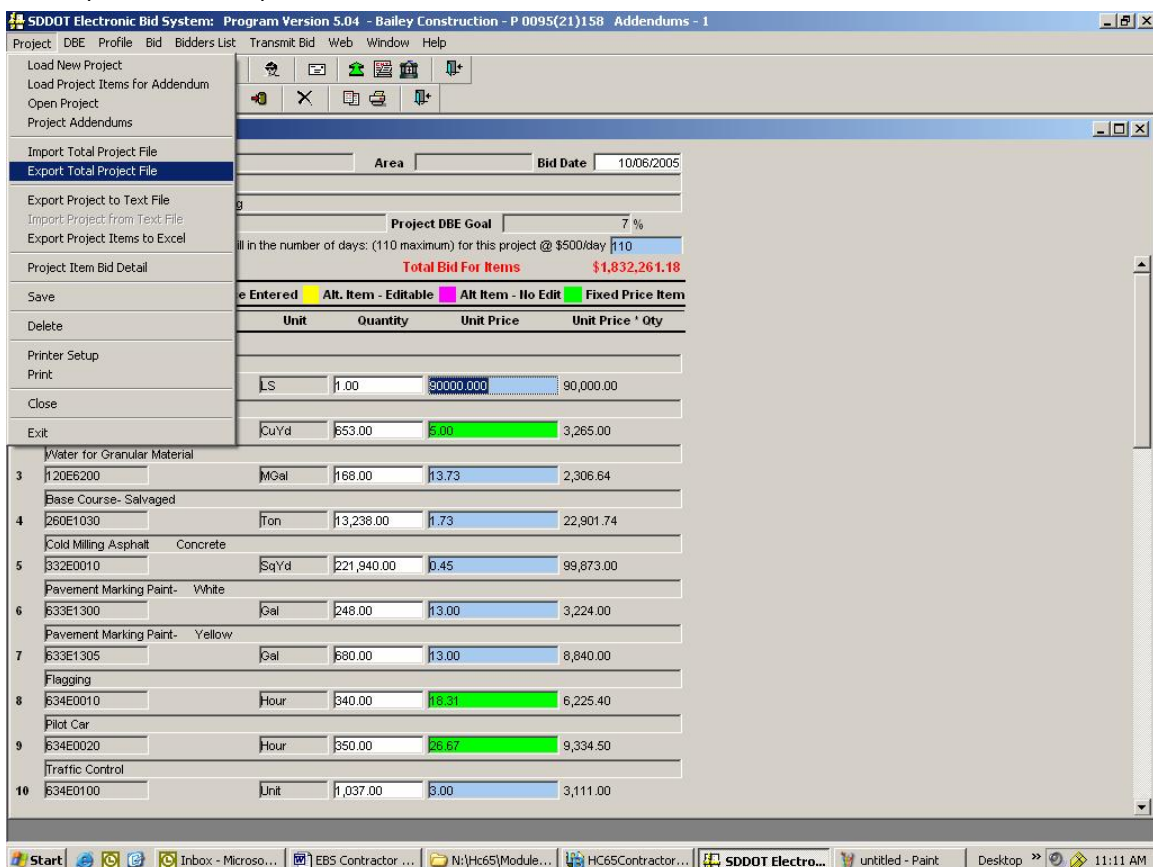 SDDOT Electronic Bid System: Program Version 5.04 - Bailey Construction - P 0095(21)158 Addendums - 1
Project DBE Profile Bid Bidders List Transmit Bid Web Window Help
Load New Project
Load Project Items for Addendum
Open Project
Project Addendums
Import Total Project File
Export Total Project File
Export Project to Text File
Import Project from Text File
Export Project Items to Excel
Project Item Bid Detail
Save
Delete
Printer Setup
Print
Close
Exit
Area Bid Date 10/06/2005
g
Project DBE Goal 7 %
ill in the number of days: (110 maximum) for this project @ $500/day 110
Total Bid For Items $1,832,261.18
e Entered Alt. Item - Editable Alt Item - No Edit Fixed Price Item
Unit Quantity Unit Price Unit Price * Qty
LS 1.00 90000.000 90,000.00
CuYd 653.00 5.00 3,265.00
Water for Granular Material
3 120E6200 MGal 168.00 13.73 2,306.64
Base Course- Salvaged
4 260E1030 Ton 13,238.00 1.73 22,901.74
Cold Milling Asphalt Concrete
5 332E0010 SqYd 221,940.00 0.45 99,873.00
Pavement Marking Paint- White
6 633E1300 Gal 248.00 13.00 3,224.00
Pavement Marking Paint- Yellow
7 633E1305 Gal 680.00 13.00 8,840.00
Flagging
8 634E0010 Hour 340.00 18.31 6,225.40
Pilot Car
9 634E0020 Hour 350.00 26.67 9,334.50
Traffic Control
10 634E0100 Unit 1,037.00 3.00 3,111.00
Start Inbox - Microso... EBS Contractor ... N:\Hc65\Module... HC65Contractor... SDDOT Electro... untitled - Paint Desktop » 11:11 AM